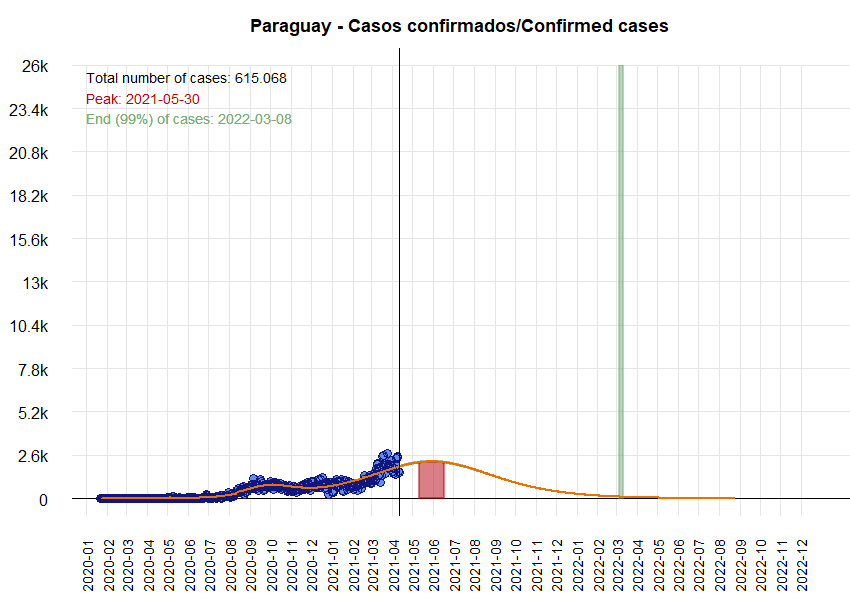 Paraguay - Casos confirmados/Confirmed cases
Total number of cases: 615.068
Peak: 2021-05-30
End (99%) of cases: 2022-03-08
26k
23.4k
20.8k
18.2k
15.6k
13k
10.4k
7.8k
5.2k
2.6k
0
2020-01
2020-02
2020-03
2020-04
2020-05
2020-06
2020-07
2020-08
2020-09
2020-10
2020-11
2020-12
2021-01
2021-02
2021-03
2021-04
2021-05
2021-06
2021-07
2021-08
2021-09
2021-10
2021-11
2021-12
2022-01
2022-02
2022-03
2022-04
2022-05
2022-06
2022-07
2022-08
2022-09
2022-10
2022-11
2022-12